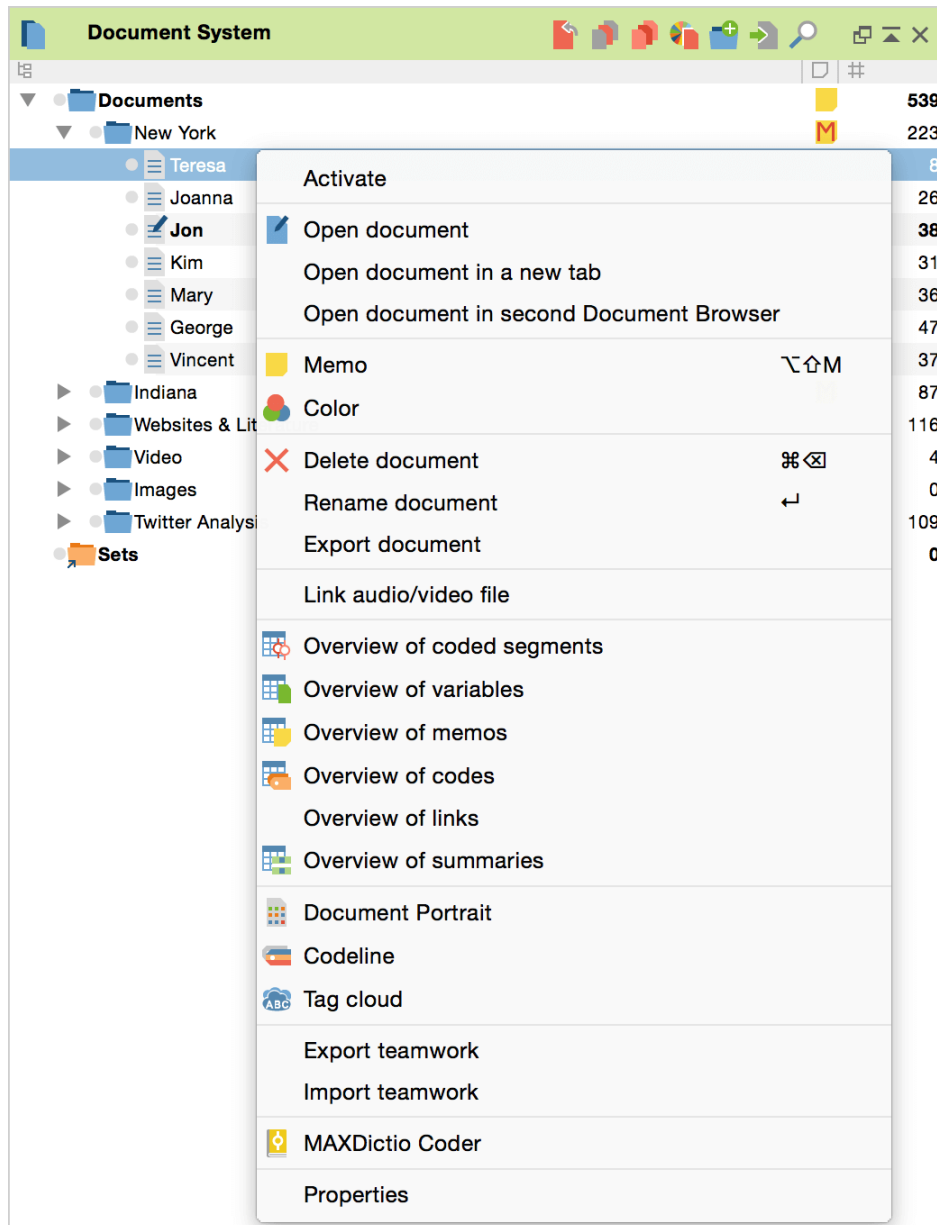 Document System
#
Documents 539
New York M 223
Teresa 8
Joanna 26
Jon 38
Kim 31
Mary 36
George 47
Vincent 37
Indiana 87
Websites & Lit 116
Video 4
Images 0
Twitter Analysi 109
Sets 0
Activate
Open document
Open document in a new tab
Open document in second Document Browser
Memo ⌥⇧M
Color
Delete document ⌘⌫
Rename document ↵
Export document
Link audio/video file
Overview of coded segments
Overview of variables
Overview of memos
Overview of codes
Overview of links
Overview of summaries
Document Portrait
Codeline
ABC Tag cloud
Export teamwork
Import teamwork
MAXDictio Coder
Properties